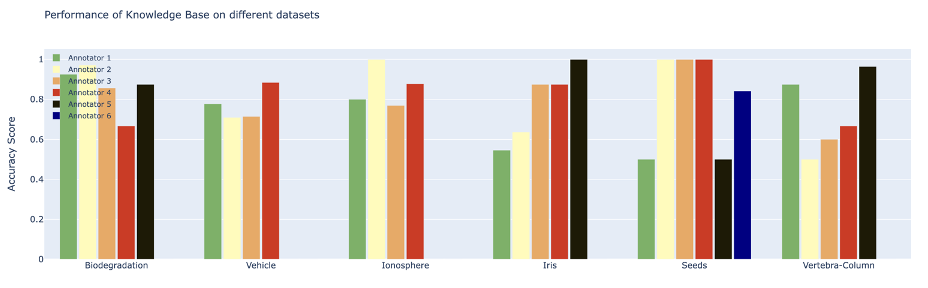 Performance of Knowledge Base on different datasets
Accuracy Score
1
0.8
0.6
0.4
0.2
0
Annotator 1
Annotator 2
Annotator 3
Annotator 4
Annotator 5
Annotator 6
Biodegradation
Vehicle
Ionosphere
Iris
Seeds
Vertebra-Column